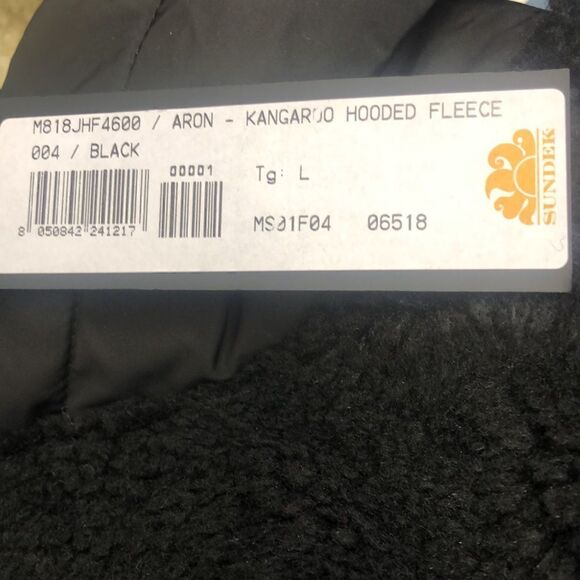 M818JHF4600 / ARON - KANGAROO HOODED FLEECE
004 / BLACK
00001
Tg: L
8 050842 241217
MS01F04 06518
SUNDEK